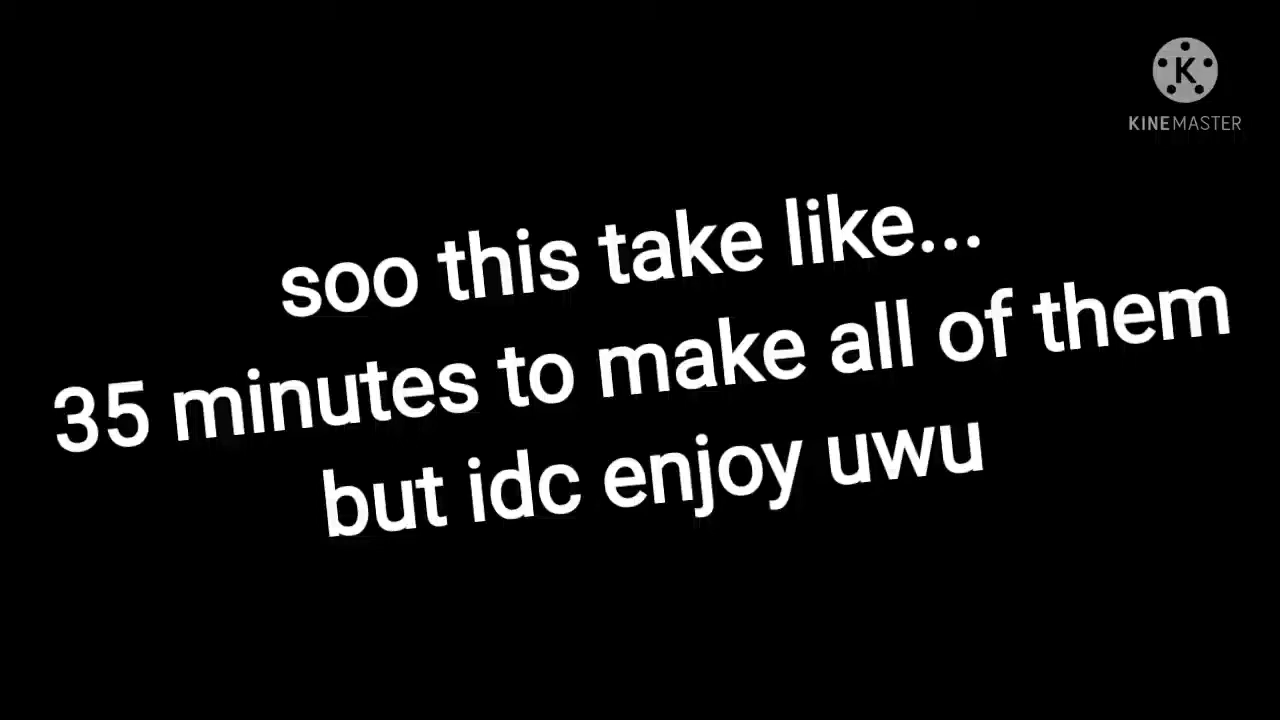 K
KINEMASTER
soo this take like...
35 minutes to make all of them
but idc enjoy uwu